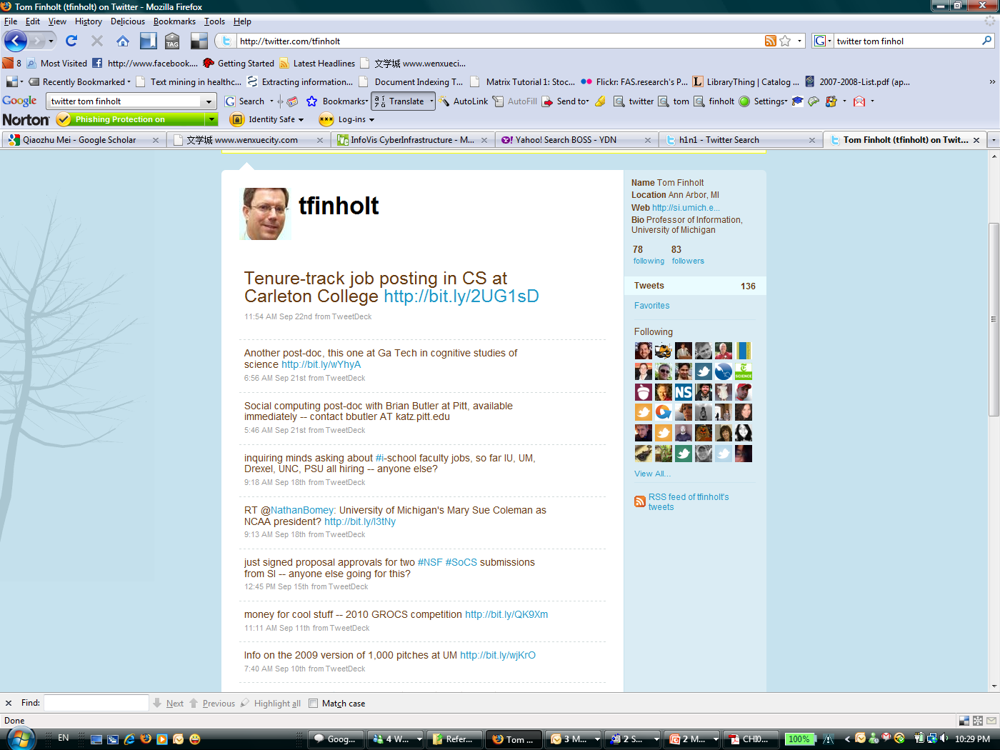 Tom Finholt (tfinholt) on Twitter - Mozilla Firefox
File Edit View History Delicious Bookmarks Tools Help
http://twitter.com/tfinholt
twitter tom finhol
8 Most Visited http://www.facebook.... Getting Started Latest Headlines 文学城 www.wenxueci...
Recently Bookmarked Text mining in healthc... Extracting information... Document Indexing T... Matrix Tutorial 1: Stoc... Flickr: FAS.research's P... LibraryThing | Catalog ... 2007-2008-List.pdf (ap...
Google twitter tom finholt Search Bookmarks Translate AutoLink AutoFill Send to twitter tom finholt Settings
Norton Phishing Protection on Identity Safe Log-ins
Qiaozhu Mei - Google Scholar 文学城 www.wenxuecity.com InfoVis CyberInfrastructure - M... Yahoo! Search BOSS - YDN h1n1 - Twitter Search Tom Finholt (tfinholt) on Twit...
tfinholt
Tenure-track job posting in CS at
Carleton College http://bit.ly/2UG1sD
11:54 AM Sep 22nd from TweetDeck
Another post-doc, this one at Ga Tech in cognitive studies of
science http://bit.ly/wYhyA
6:56 AM Sep 21st from TweetDeck
Social computing post-doc with Brian Butler at Pitt, available
immediately -- contact bbutler AT katz.pitt.edu
5:46 AM Sep 21st from TweetDeck
inquiring minds asking about #i-school faculty jobs, so far IU, UM,
Drexel, UNC, PSU all hiring -- anyone else?
9:18 AM Sep 18th from TweetDeck
RT @NathanBomey: University of Michigan's Mary Sue Coleman as
NCAA president? http://bit.ly/l3tNy
9:13 AM Sep 18th from TweetDeck
just signed proposal approvals for two #NSF #SoCS submissions
from SI -- anyone else going for this?
12:45 PM Sep 15th from TweetDeck
money for cool stuff -- 2010 GROCS competition http://bit.ly/QK9Xm
11:11 AM Sep 11th from TweetDeck
Info on the 2009 version of 1,000 pitches at UM http://bit.ly/wjKrO
7:40 AM Sep 10th from TweetDeck
Name Tom Finholt
Location Ann Arbor, MI
Web http://si.umich.e...
Bio Professor of Information,
University of Michigan
78 83
following followers
Tweets 136
Favorites
Following
NS
SCIENCE
View All...
RSS feed of tfinholt's
tweets
Find: Next Previous Highlight all Match case
Done
EN Goog... 4 W... Refer... Tom ... 3 M... 2 S... 2 M... CHI0... 100% 10:29 PM